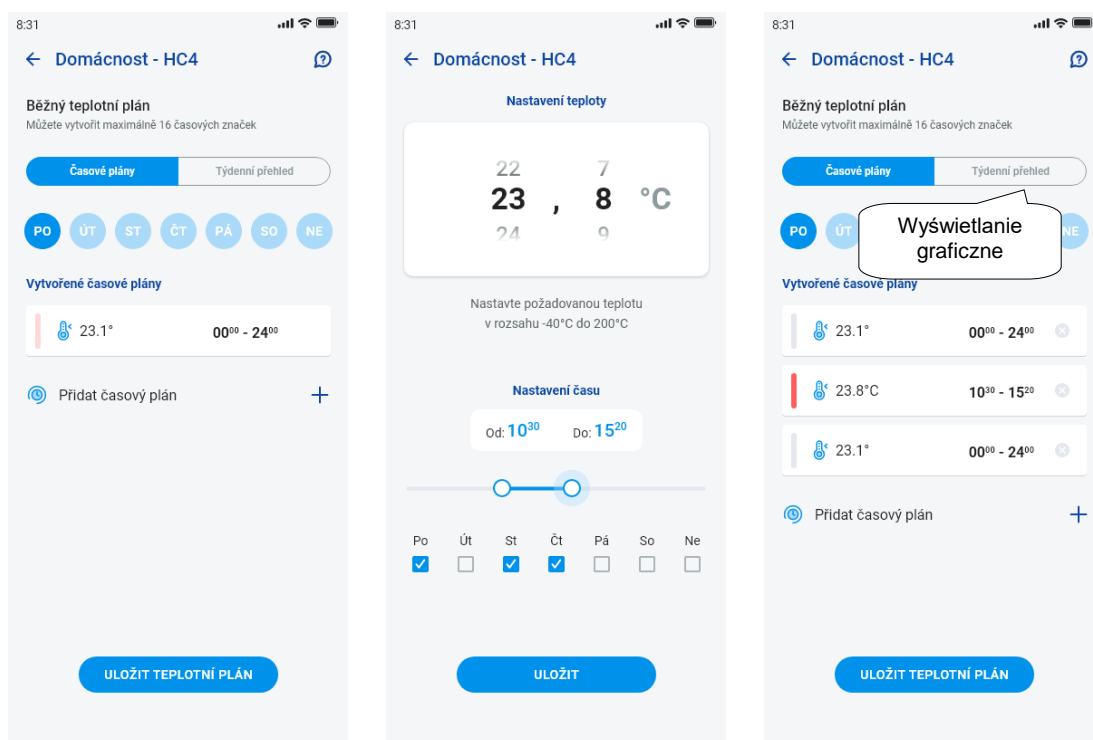 8:31
Domácnost - HC4
Běžný teplotní plán
Můžete vytvořit maximálně 16 časových značek
Časové plány
Týdenní přehled
PO ÚT ST ČT PÁ SO NE
Vytvořené časové plány
23.1° 00⁰⁰ - 24⁰⁰
Přidat časový plán
ULOŽIT TEPLOTNÍ PLÁN
8:31
Domácnost - HC4
Nastavení teploty
22 7
23 , 8 °C
24 9
Nastavte požadovanou teplotu
v rozsahu -40°C do 200°C
Nastavení času
Od: 10³⁰ Do: 15²⁰
Po Út St Čt Pá So Ne
ULOŽIT
8:31
Domácnost - HC4
Běžný teplotní plán
Můžete vytvořit maximálně 16 časových značek
Časové plány
Týdenní přehled
PO ÚT NE
Wyświetlanie
graficzne
Vytvořené časové plány
23.1° 00⁰⁰ - 24⁰⁰
23.8°C 10³⁰ - 15²⁰
23.1° 00⁰⁰ - 24⁰⁰
Přidat časový plán
ULOŽIT TEPLOTNÍ PLÁN